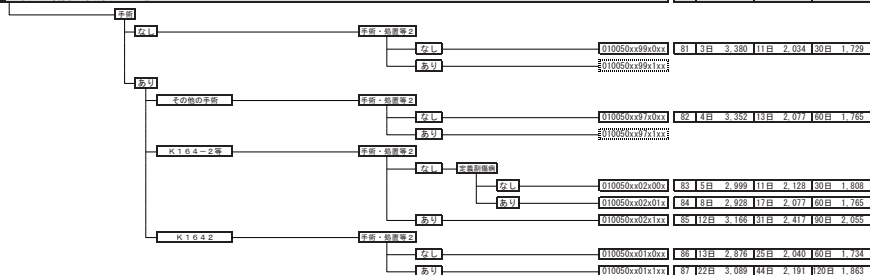 手術
なし 手術・処置等2
なし 010050xx99x0xx 81 3日 3,380 11日 2,034 30日 1,729
あり 010050xx99x1xx
あり
その他の手術 手術・処置等2
なし 010050xx97x0xx 82 4日 3,352 13日 2,077 60日 1,765
あり 010050xx97x1xx
K164-2等 手術・処置等2
なし 定義副傷病
なし 010050xx02x00x 83 5日 2,999 11日 2,128 30日 1,808
あり 010050xx02x01x 84 8日 2,928 17日 2,077 60日 1,765
あり 010050xx02x1xx 85 12日 3,166 31日 2,417 90日 2,055
K1642 手術・処置等2
なし 010050xx01x0xx 86 13日 2,876 25日 2,040 60日 1,734
あり 010050xx01x1xx 87 22日 3,089 44日 2,191 120日 1,863